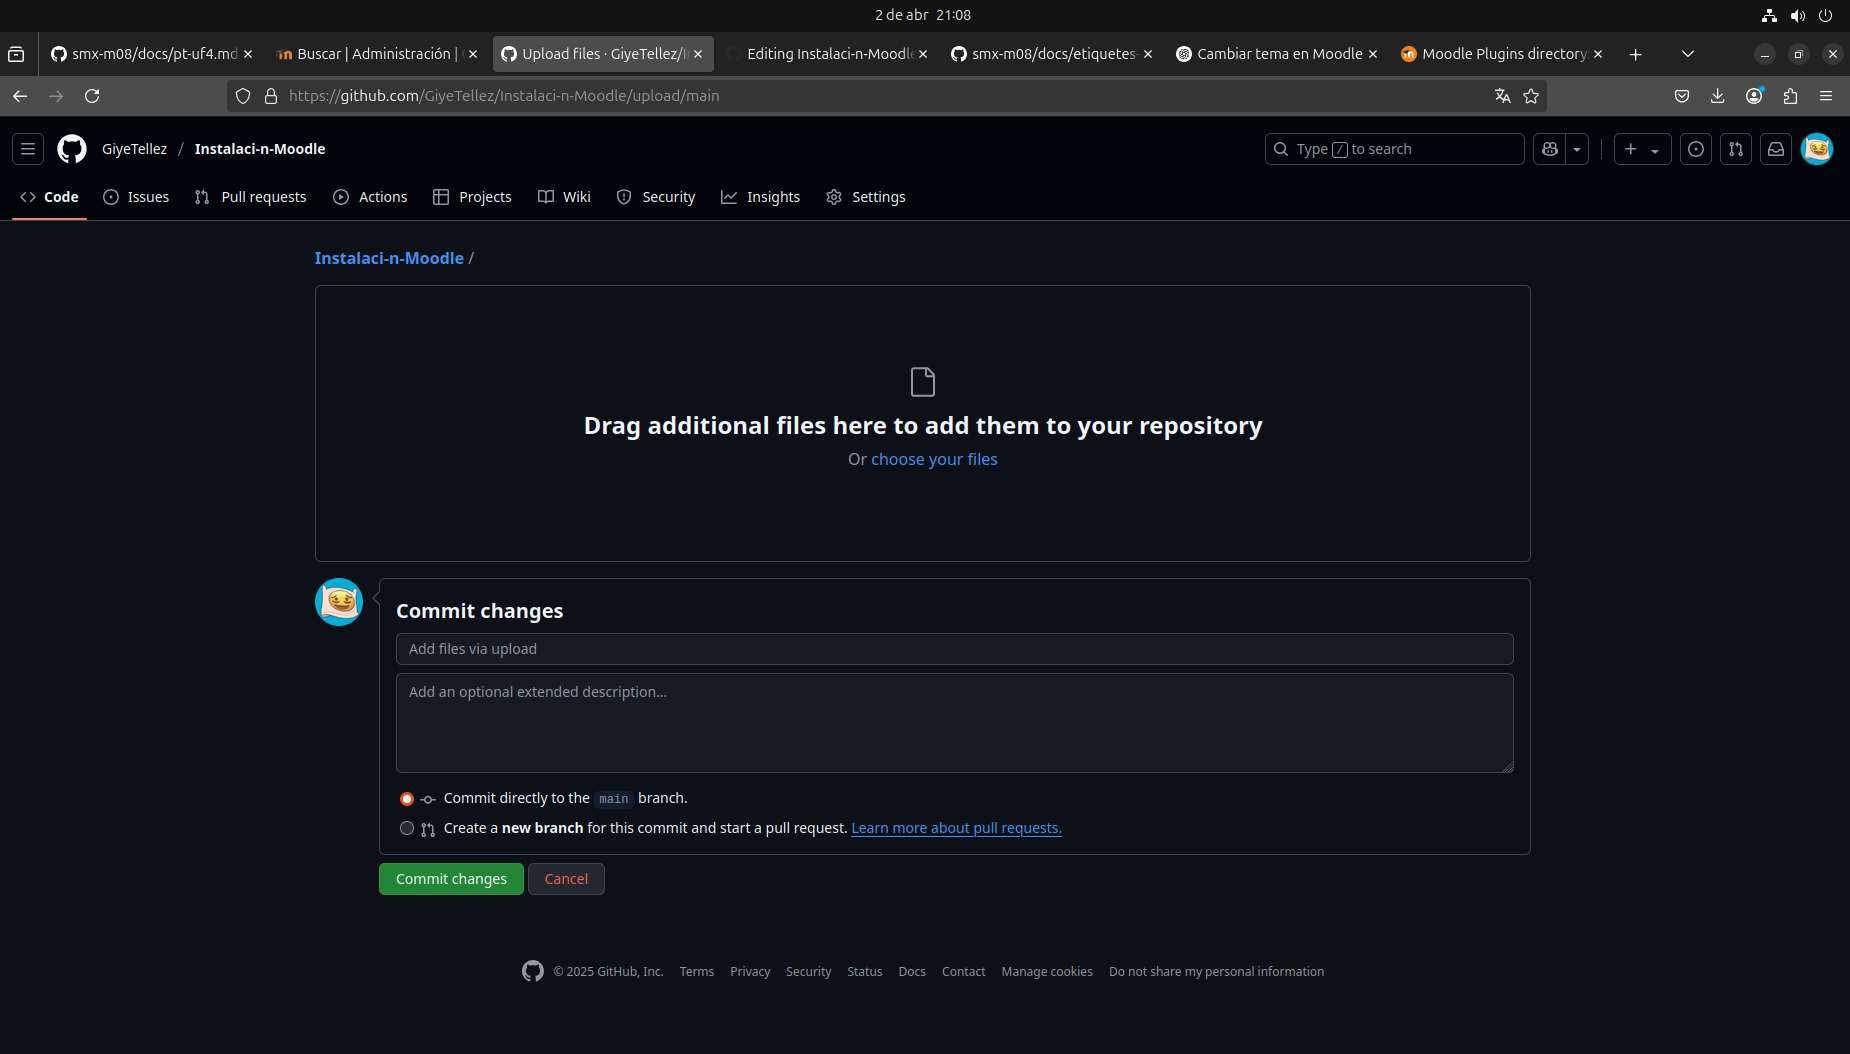 2 de abr 21:08
smx-m08/docs/pt-uf4.md
Buscar | Administración |
Upload files · GiyeTellez/I
Editing Instalaci-n-Moodle
smx-m08/docs/etiquetes-
Cambiar tema en Moodle
Moodle Plugins directory:
https://github.com/GiyeTellez/Instalaci-n-Moodle/upload/main
GiyeTellez / Instalaci-n-Moodle
Type / to search
Code
Issues
Pull requests
Actions
Projects
Wiki
Security
Insights
Settings
Instalaci-n-Moodle /
Drag additional files here to add them to your repository
Or choose your files
Commit changes
Add files via upload
Add an optional extended description...
Commit directly to the main branch.
Create a new branch for this commit and start a pull request. Learn more about pull requests.
Commit changes
Cancel
© 2025 GitHub, Inc.
Terms
Privacy
Security
Status
Docs
Contact
Manage cookies
Do not share my personal information